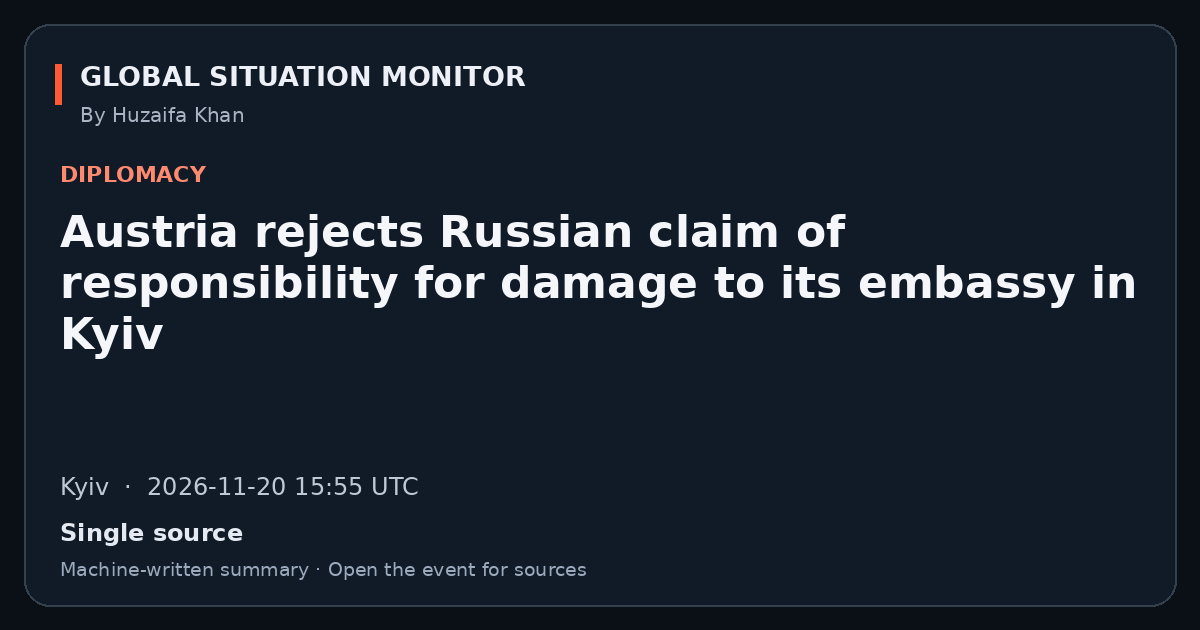 GLOBAL SITUATION MONITOR
By Huzaifa Khan
DIPLOMACY
Austria rejects Russian claim of
responsibility for damage to its embassy in
Kyiv
Kyiv · 2026-11-20 15:55 UTC
Single source
Machine-written summary · Open the event for sources